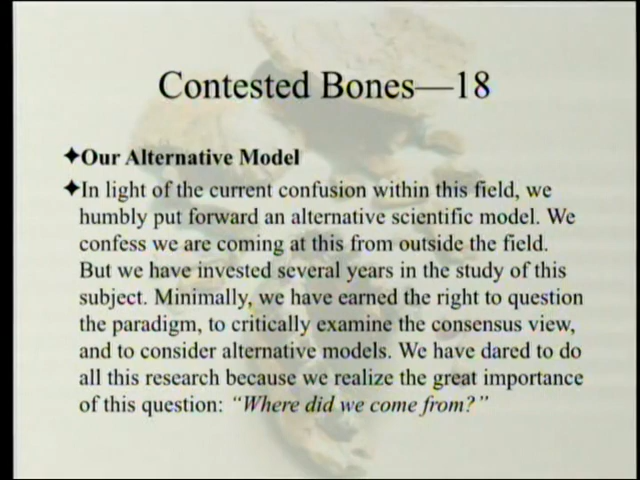 Contested Bones—18
✦Our Alternative Model
✦In light of the current confusion within this field, we
humbly put forward an alternative scientific model. We
confess we are coming at this from outside the field.
But we have invested several years in the study of this
subject. Minimally, we have earned the right to question
the paradigm, to critically examine the consensus view,
and to consider alternative models. We have dared to do
all this research because we realize the great importance
of this question: “Where did we come from?”